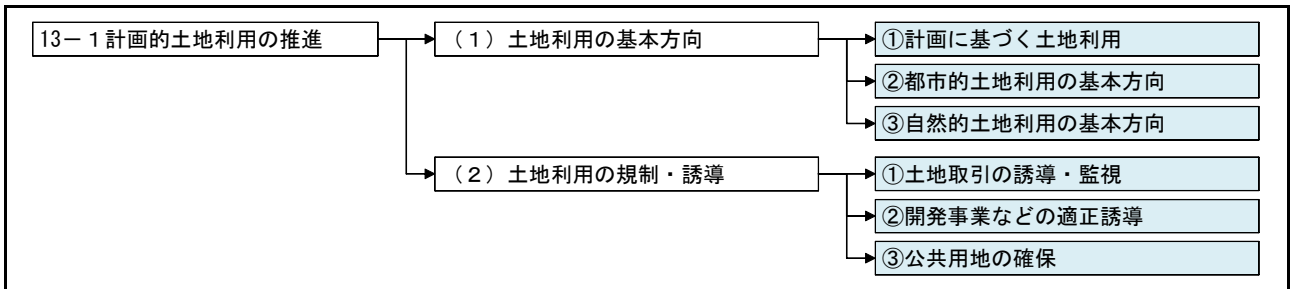 13－１計画的土地利用の推進
（１）土地利用の基本方向
①計画に基づく土地利用
②都市的土地利用の基本方向
③自然的土地利用の基本方向
（２）土地利用の規制・誘導
①土地取引の誘導・監視
②開発事業などの適正誘導
③公共用地の確保